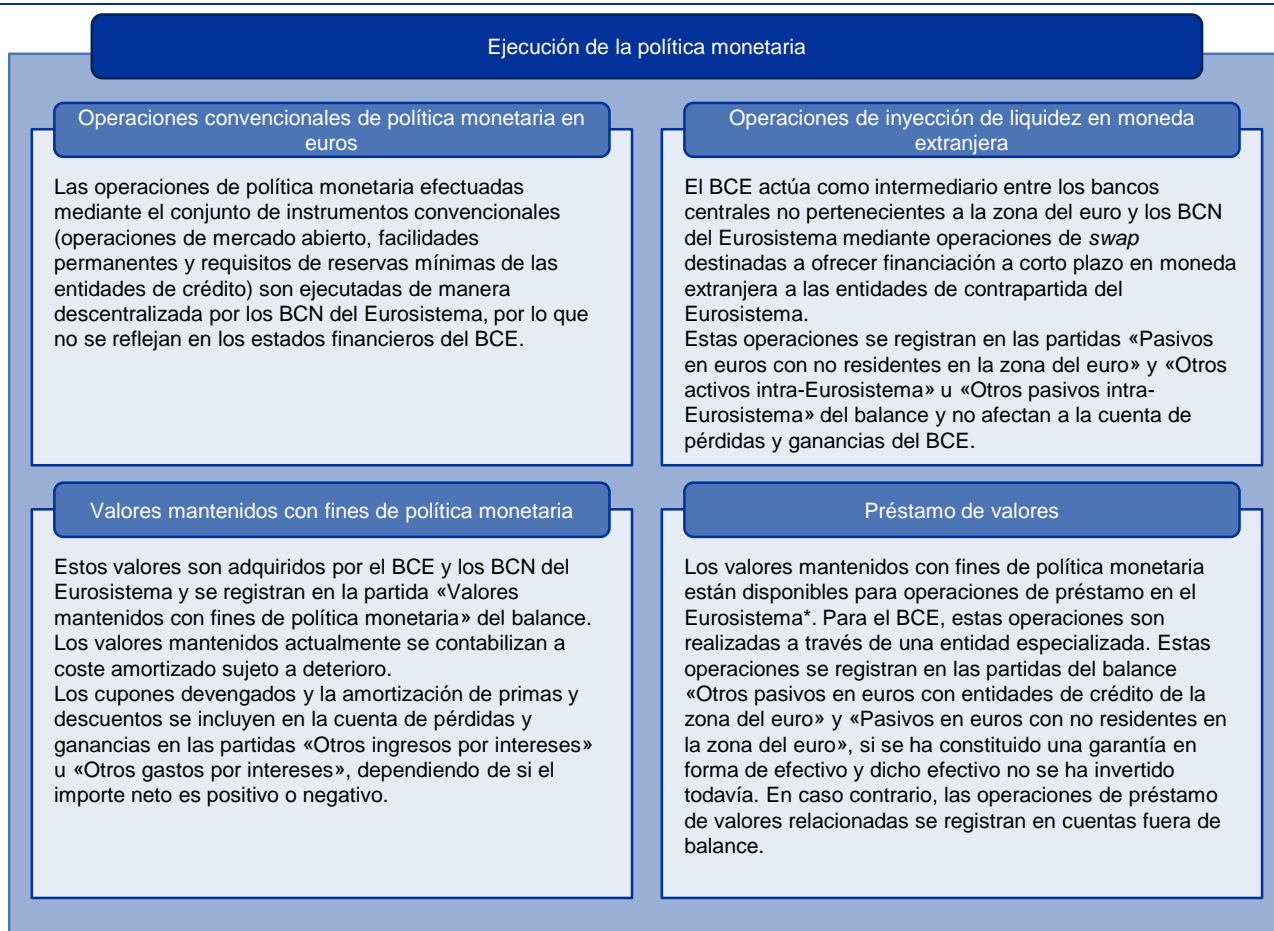 Ejecución de la política monetaria
Operaciones convencionales de política monetaria en
euros
Las operaciones de política monetaria efectuadas
mediante el conjunto de instrumentos convencionales
(operaciones de mercado abierto, facilidades
permanentes y requisitos de reservas mínimas de las
entidades de crédito) son ejecutadas de manera
descentralizada por los BCN del Eurosistema, por lo que
no se reflejan en los estados financieros del BCE.
Operaciones de inyección de liquidez en moneda
extranjera
El BCE actúa como intermediario entre los bancos
centrales no pertenecientes a la zona del euro y los BCN
del Eurosistema mediante operaciones de swap
destinadas a ofrecer financiación a corto plazo en moneda
extranjera a las entidades de contrapartida del
Eurosistema.
Estas operaciones se registran en las partidas «Pasivos
en euros con no residentes en la zona del euro» y «Otros
activos intra-Eurosistema» u «Otros pasivos intra-
Eurosistema» del balance y no afectan a la cuenta de
pérdidas y ganancias del BCE.
Valores mantenidos con fines de política monetaria
Estos valores son adquiridos por el BCE y los BCN del
Eurosistema y se registran en la partida «Valores
mantenidos con fines de política monetaria» del balance.
Los valores mantenidos actualmente se contabilizan a
coste amortizado sujeto a deterioro.
Los cupones devengados y la amortización de primas y
descuentos se incluyen en la cuenta de pérdidas y
ganancias en las partidas «Otros ingresos por intereses»
u «Otros gastos por intereses», dependiendo de si el
importe neto es positivo o negativo.
Préstamo de valores
Los valores mantenidos con fines de política monetaria
están disponibles para operaciones de préstamo en el
Eurosistema*. Para el BCE, estas operaciones son
realizadas a través de una entidad especializada. Estas
operaciones se registran en las partidas del balance
«Otros pasivos en euros con entidades de crédito de la
zona del euro» y «Pasivos en euros con no residentes en
la zona del euro», si se ha constituido una garantía en
forma de efectivo y dicho efectivo no se ha invertido
todavía. En caso contrario, las operaciones de préstamo
de valores relacionadas se registran en cuentas fuera de
balance.